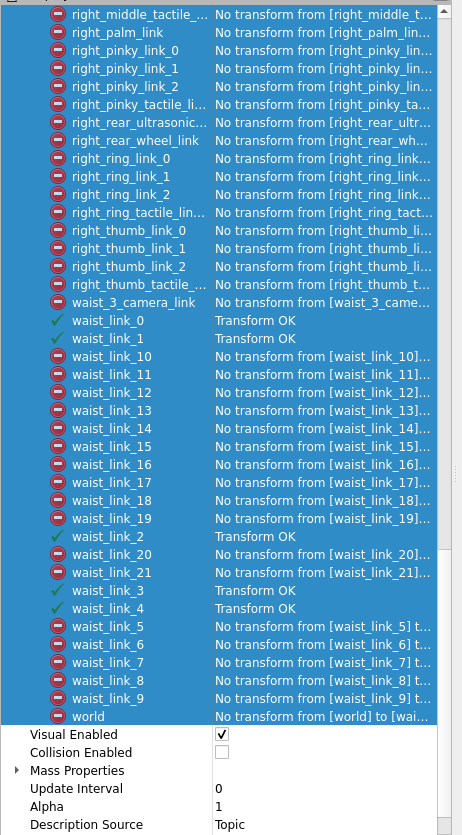 right_middle_tactile_... No transform from [right_middle_t...
right_palm_link No transform from [right_palm_lin...
right_pinky_link_0 No transform from [right_pinky_lin...
right_pinky_link_1 No transform from [right_pinky_lin...
right_pinky_link_2 No transform from [right_pinky_lin...
right_pinky_tactile_li... No transform from [right_pinky_ta...
right_rear_ultrasonic... No transform from [right_rear_ultr...
right_rear_wheel_link No transform from [right_rear_wh...
right_ring_link_0 No transform from [right_ring_link...
right_ring_link_1 No transform from [right_ring_link...
right_ring_link_2 No transform from [right_ring_link...
right_ring_tactile_lin... No transform from [right_ring_tact...
right_thumb_link_0 No transform from [right_thumb_li...
right_thumb_link_1 No transform from [right_thumb_li...
right_thumb_link_2 No transform from [right_thumb_li...
right_thumb_tactile_... No transform from [right_thumb_t...
waist_3_camera_link No transform from [waist_3_came...
waist_link_0 Transform OK
waist_link_1 Transform OK
waist_link_10 No transform from [waist_link_10]...
waist_link_11 No transform from [waist_link_11]...
waist_link_12 No transform from [waist_link_12]...
waist_link_13 No transform from [waist_link_13]...
waist_link_14 No transform from [waist_link_14]...
waist_link_15 No transform from [waist_link_15]...
waist_link_16 No transform from [waist_link_16]...
waist_link_17 No transform from [waist_link_17]...
waist_link_18 No transform from [waist_link_18]...
waist_link_19 No transform from [waist_link_19]...
waist_link_2 Transform OK
waist_link_20 No transform from [waist_link_20]...
waist_link_21 No transform from [waist_link_21]...
waist_link_3 Transform OK
waist_link_4 Transform OK
waist_link_5 No transform from [waist_link_5] t...
waist_link_6 No transform from [waist_link_6] t...
waist_link_7 No transform from [waist_link_7] t...
waist_link_8 No transform from [waist_link_8] t...
waist_link_9 No transform from [waist_link_9] t...
world No transform from [world] to [wai...
Visual Enabled
Collision Enabled
Mass Properties
Update Interval 0
Alpha 1
Description Source Topic